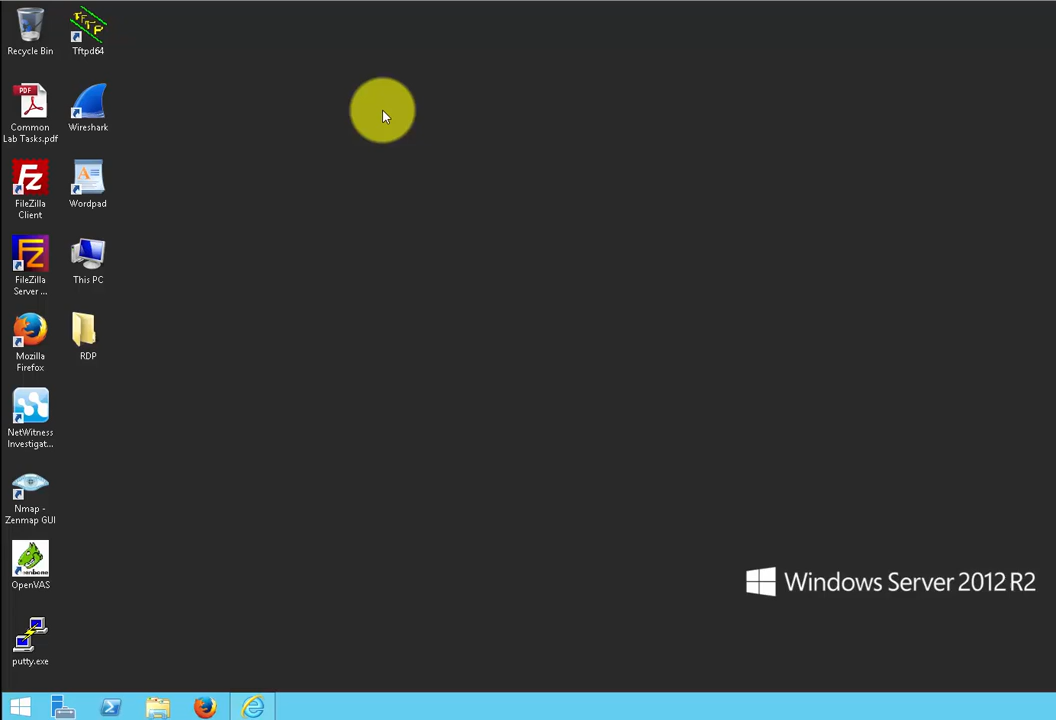 Recycle Bin
Tftpd64
Common
Lab Tasks.pdf
Wireshark
FileZilla
Client
Wordpad
FileZilla
Server ...
This PC
Mozilla
Firefox
RDP
NetWitness
Investigat...
Nmap -
Zenmap GUI
OpenVAS
putty.exe
Windows Server 2012 R2